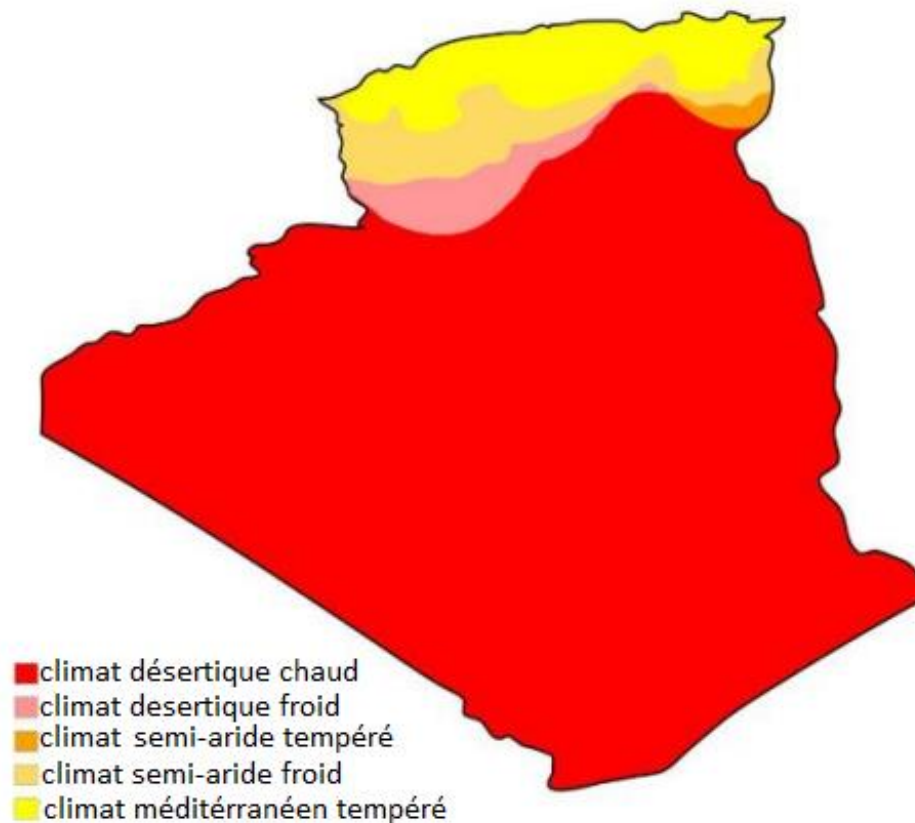 climat désertique chaud
climat desertique froid
climat semi-aride tempéré
climat semi-aride froid
climat méditérranéen tempéré